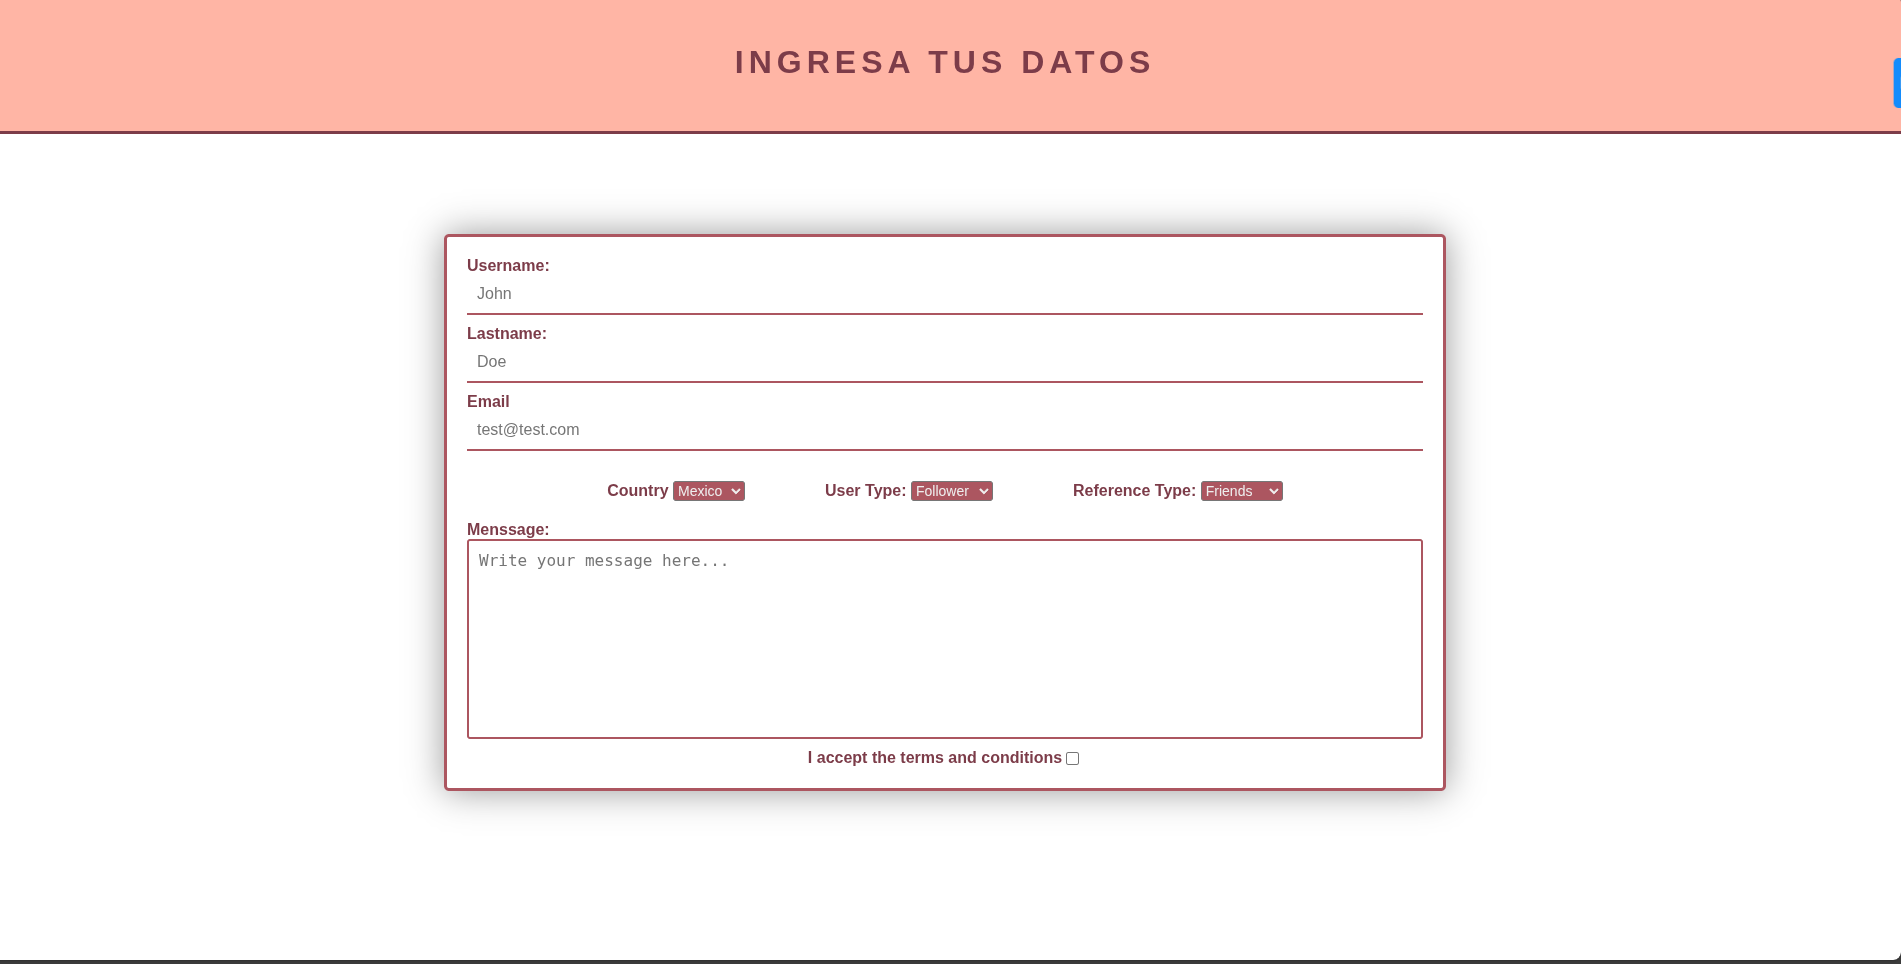 INGRESA TUS DATOS
Username:
John
Lastname:
Doe
Email
test@test.com
Country Mexico User Type: Follower Reference Type: Friends
Menssage:
Write your message here...
I accept the terms and conditions